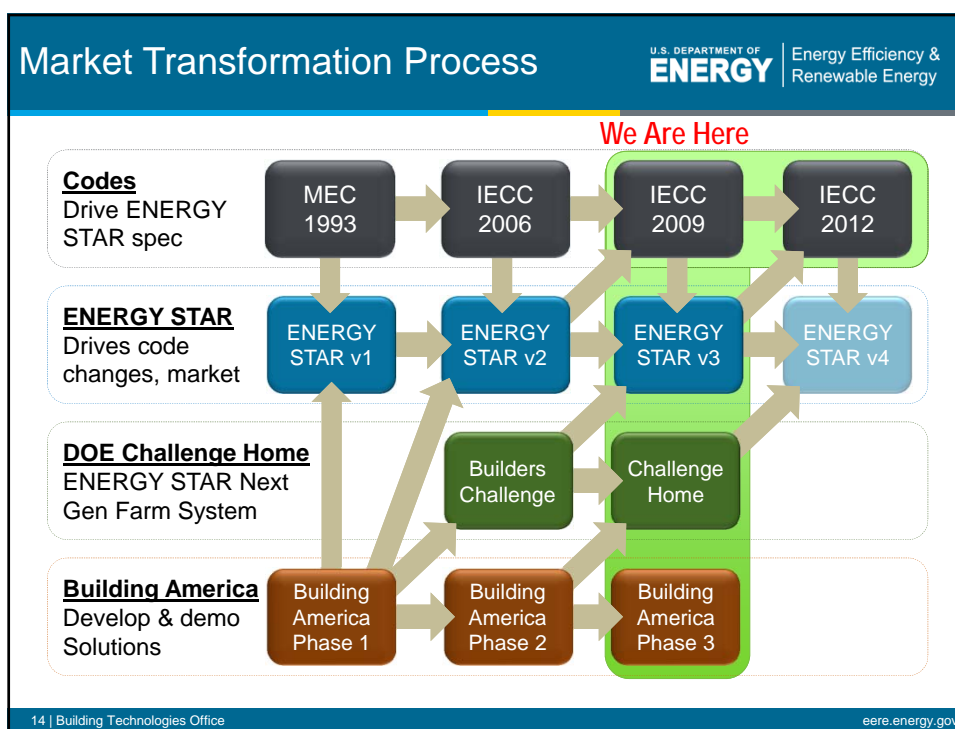 Market Transformation Process
U.S. DEPARTMENT OF
ENERGY
Energy Efficiency &
Renewable Energy
We Are Here
Codes
Drive ENERGY
STAR spec
MEC
1993
IECC
2006
IECC
2009
IECC
2012
ENERGY STAR
Drives code
changes, market
ENERGY
STAR v1
ENERGY
STAR v2
ENERGY
STAR v3
ENERGY
STAR v4
DOE Challenge Home
ENERGY STAR Next
Gen Farm System
Builders
Challenge
Challenge
Home
Building America
Develop & demo
Solutions
Building
America
Phase 1
Building
America
Phase 2
Building
America
Phase 3
14 | Building Technologies Office
eere.energy.gov